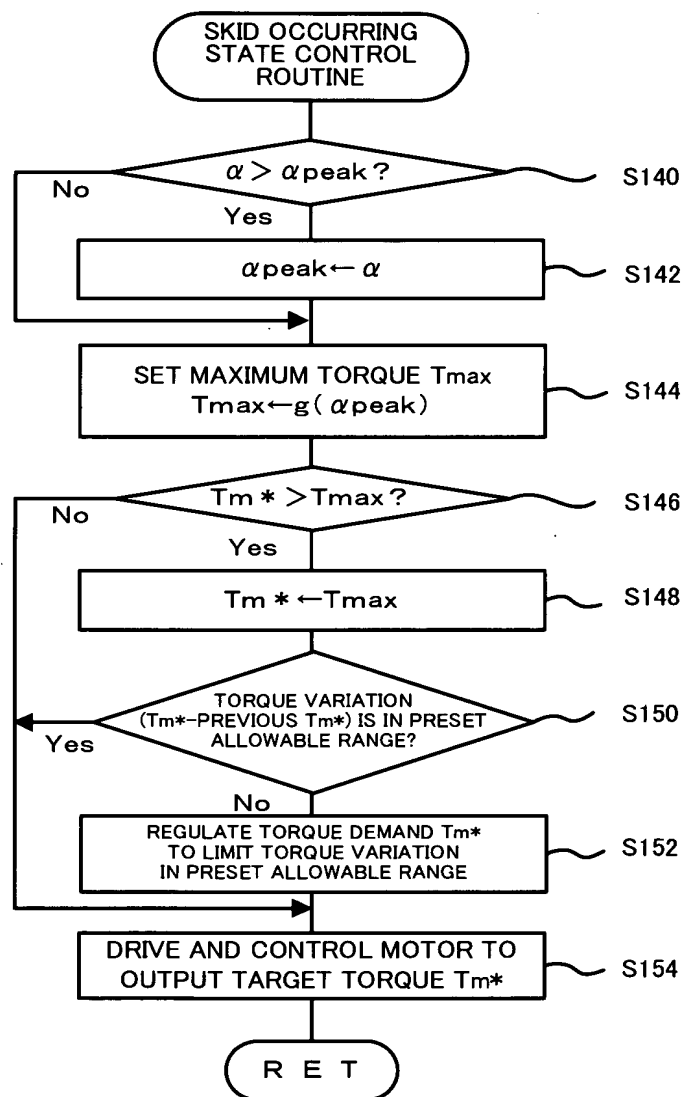 SKID OCCURRING
STATE CONTROL
ROUTINE
α > αpeak?
S140
No
Yes
αpeak←α
S142
SET MAXIMUM TORQUE Tmax
Tmax←g(αpeak)
S144
Tm*>Tmax?
S146
No
Yes
Tm*←Tmax
S148
TORQUE VARIATION
(Tm*-PREVIOUS Tm*) IS IN PRESET
ALLOWABLE RANGE?
S150
Yes
No
REGULATE TORQUE DEMAND Tm*
TO LIMIT TORQUE VARIATION
IN PRESET ALLOWABLE RANGE
S152
DRIVE AND CONTROL MOTOR TO
OUTPUT TARGET TORQUE Tm*
S154
R E T